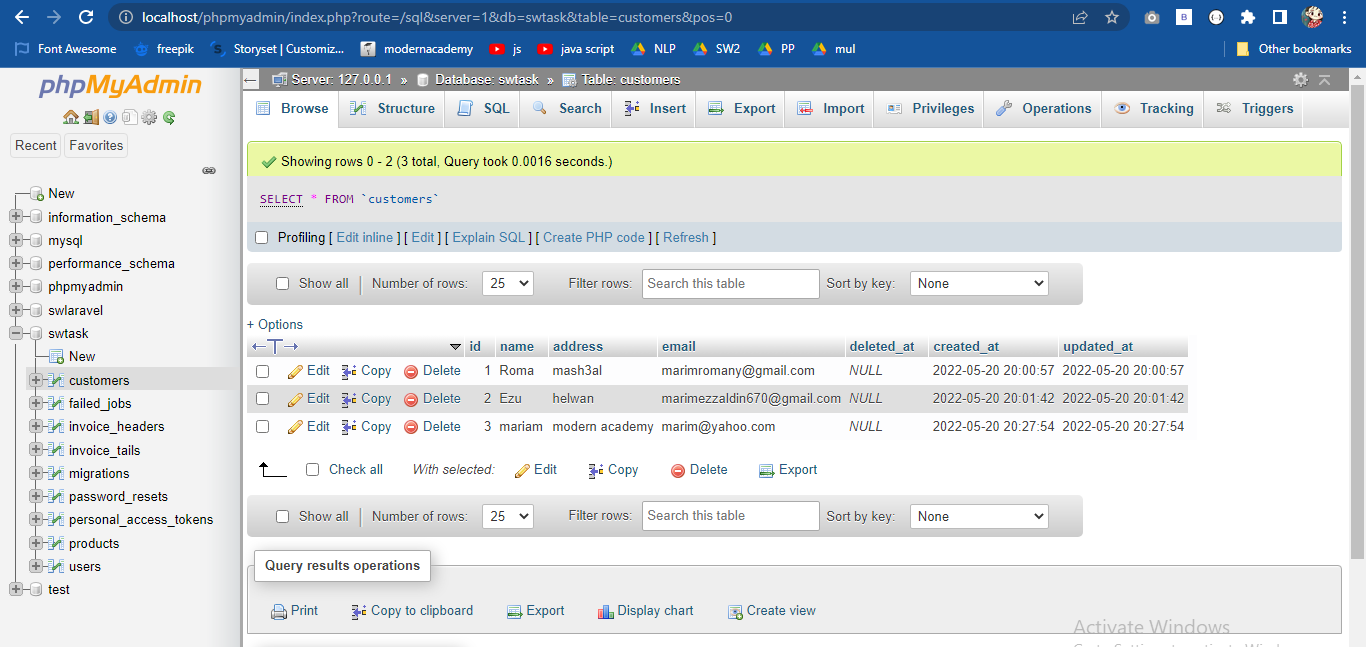 localhost/phpmyadmin/index.php?route=/sql&server=1&db=swtask&table=customers&pos=0
Font Awesome freepik Storyset | Customiz... modernacademy js java script NLP SW2 PP mul Other bookmarks
phpMyAdmin
Recent Favorites
New
information_schema
mysql
performance_schema
phpmyadmin
swlaravel
swtask
New
customers
failed_jobs
invoice_headers
invoice_tails
migrations
password_resets
personal_access_tokens
products
users
test
Server: 127.0.0.1 » Database: swtask » Table: customers
Browse Structure SQL Search Insert Export Import Privileges Operations Tracking Triggers
Showing rows 0 - 2 (3 total, Query took 0.0016 seconds.)
SELECT * FROM `customers`
Profiling [ Edit inline ] [ Edit ] [ Explain SQL ] [ Create PHP code ] [ Refresh ]
Show all | Number of rows: 25 Filter rows: Search this table Sort by key: None
+ Options
id name address email deleted_at created_at updated_at
Edit Copy Delete 1 Roma mash3al marimromany@gmail.com NULL 2022-05-20 20:00:57 2022-05-20 20:00:57
Edit Copy Delete 2 Ezu helwan marimezzaldin670@gmail.com NULL 2022-05-20 20:01:42 2022-05-20 20:01:42
Edit Copy Delete 3 mariam modern academy marim@yahoo.com NULL 2022-05-20 20:27:54 2022-05-20 20:27:54
Check all With selected: Edit Copy Delete Export
Show all | Number of rows: 25 Filter rows: Search this table Sort by key: None
Query results operations
Print Copy to clipboard Export Display chart Create view
Activate Windows